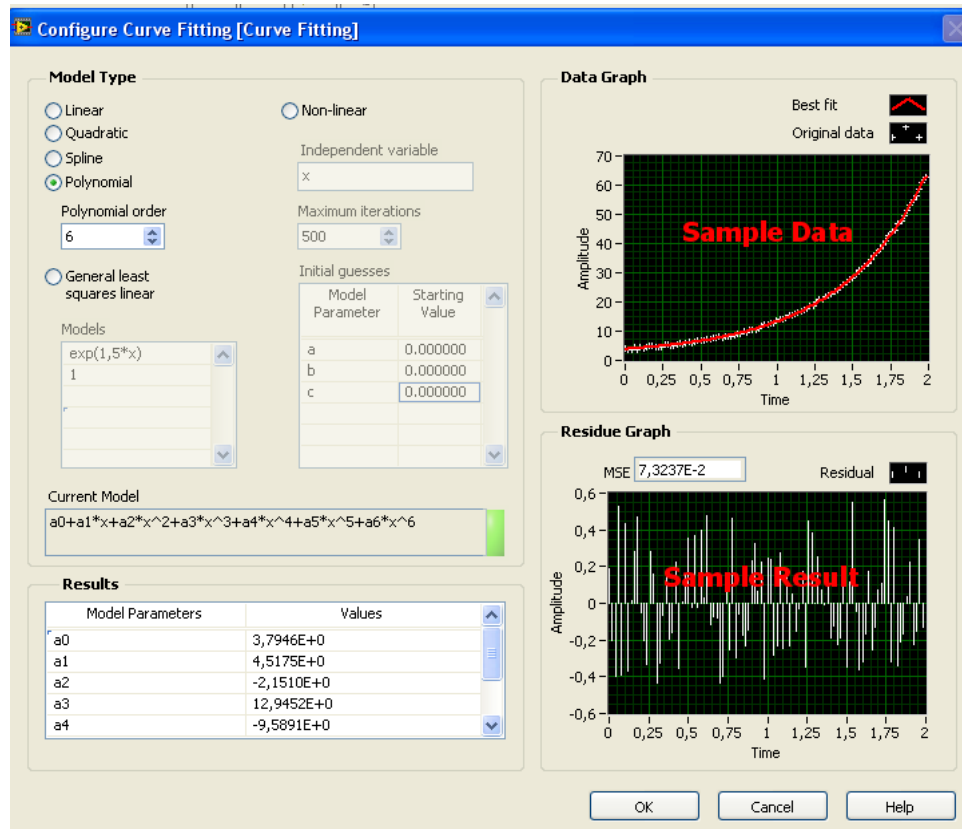 Configure Curve Fitting [Curve Fitting]
Model Type
Linear
Quadratic
Spline
Polynomial
Polynomial order
6
General least
squares linear
Models
exp(1,5*x)
1
Non-linear
Independent variable
x
Maximum iterations
500
Initial guesses
Model Parameter Starting Value
a 0.000000
b 0.000000
c 0.000000
Current Model
a0+a1*x+a2*x^2+a3*x^3+a4*x^4+a5*x^5+a6*x^6
Results
Model Parameters Values
a0 3,7946E+0
a1 4,5175E+0
a2 -2,1510E+0
a3 12,9452E+0
a4 -9,5891E+0
Data Graph
Best fit
Original data
70
60
50
40
30
20
10
0
Amplitude
Sample Data
0 0,25 0,5 0,75 1 1,25 1,5 1,75 2
Time
Residue Graph
MSE 7,3237E-2 Residual
0,6
0,4
0,2
0
-0,2
-0,4
-0,6
Amplitude
Sample Result
0 0,25 0,5 0,75 1 1,25 1,5 1,75 2
Time
OK Cancel Help